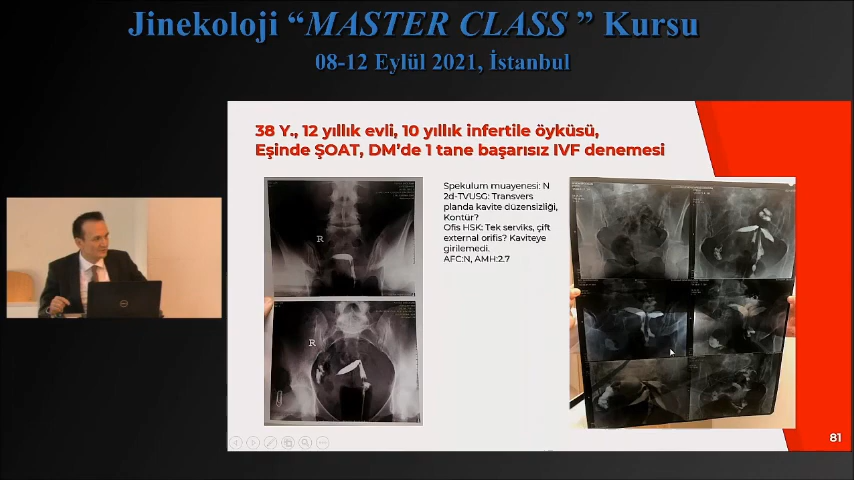 Jinekoloji “MASTER CLASS ” Kursu
08-12 Eylül 2021, İstanbul
38 Y., 12 yıllık evli, 10 yıllık infertile öyküsü,
Eşinde ŞOAT, DM’de 1 tane başarısız IVF denemesi
Spekulum muayenesi: N
2d-TVUSG: Transvers
planda kavite düzensizliği,
Kontür?
Ofis HSK: Tek serviks, çift
external orifis? Kaviteye
girilemedi.
AFC:N, AMH:2.7
R
R
81